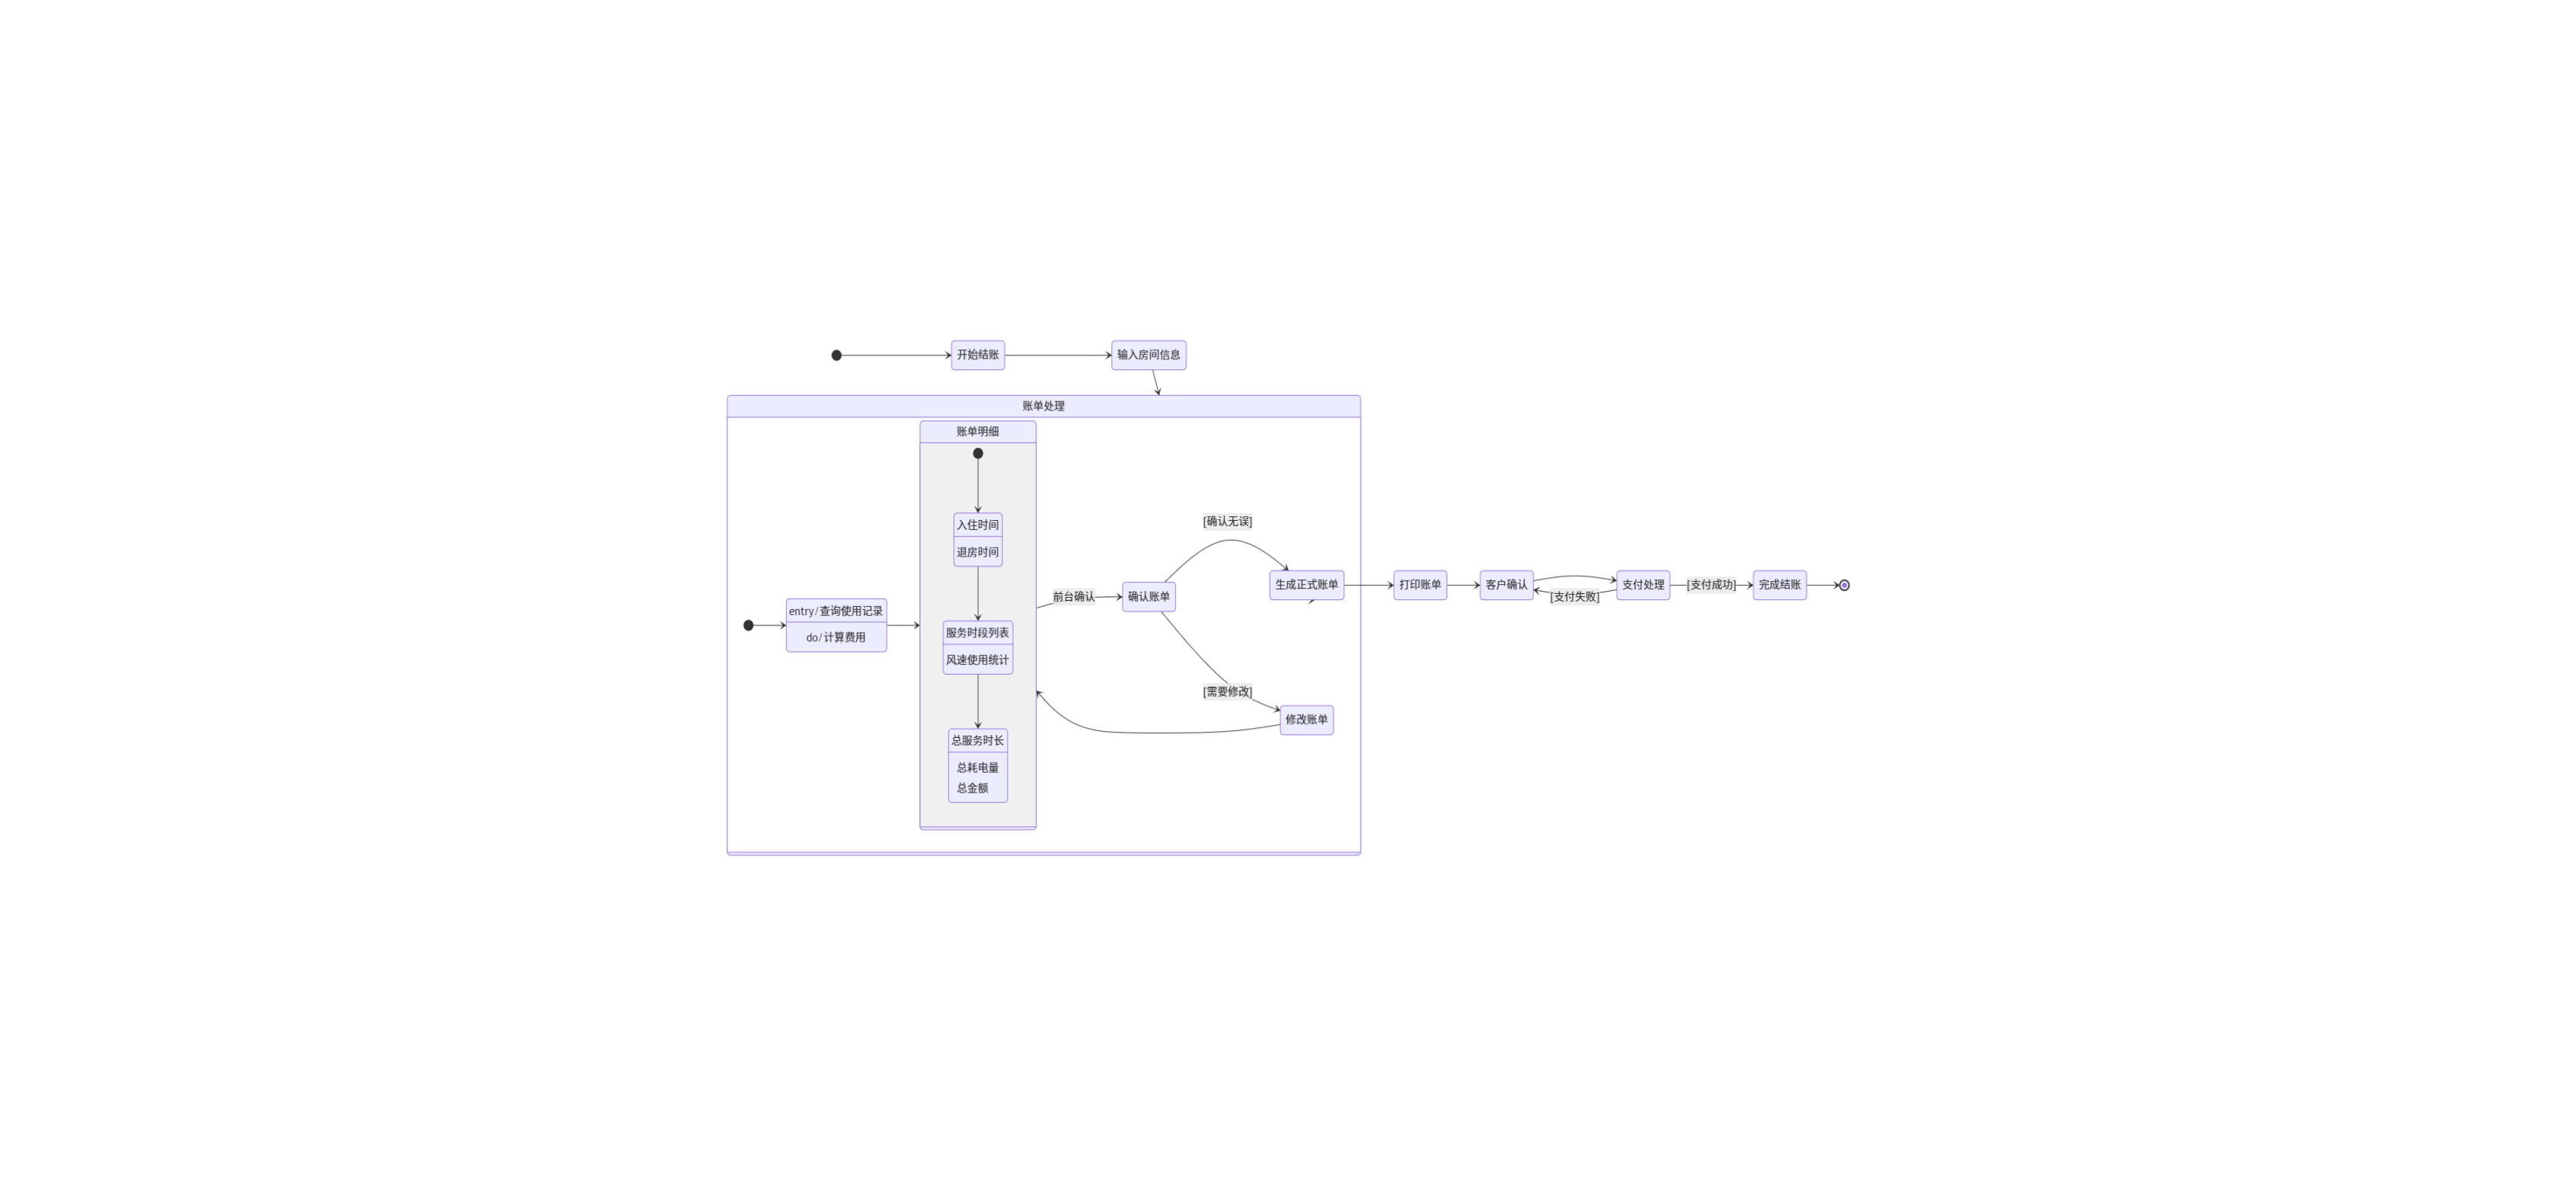 开始结账
输入房间信息
账单处理
账单明细
入住时间
退房时间
[确认无误]
生成正式账单
打印账单
客户确认
支付处理
[支付成功]
完成结账
[支付失败]
前台确认
确认账单
entry/查询使用记录
do/计算费用
服务时段列表
风速使用统计
[需要修改]
修改账单
总服务时长
总耗电量
总金额